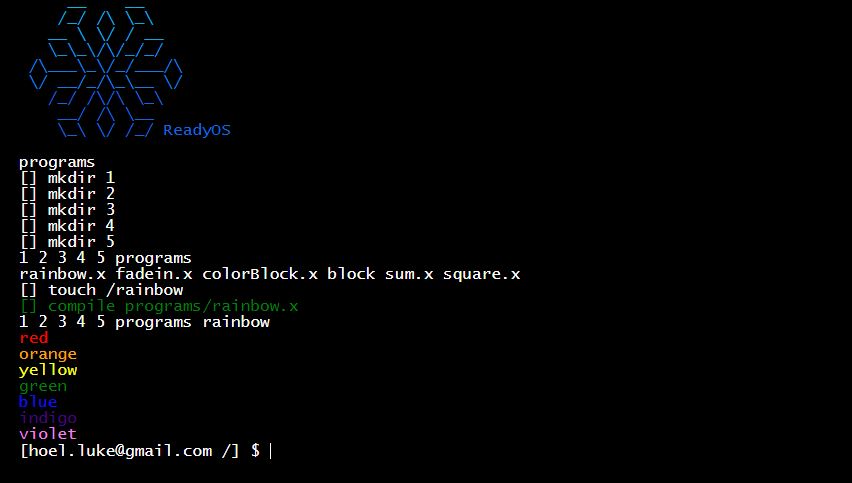 ReadyOS
programs
[] mkdir 1
[] mkdir 2
[] mkdir 3
[] mkdir 4
[] mkdir 5
1 2 3 4 5 programs
rainbow.x fadein.x colorBlock.x block sum.x square.x
[] touch /rainbow
[] compile programs/rainbow.x
1 2 3 4 5 programs rainbow
red
orange
yellow
green
blue
indigo
violet
[hoel.luke@gmail.com /] $